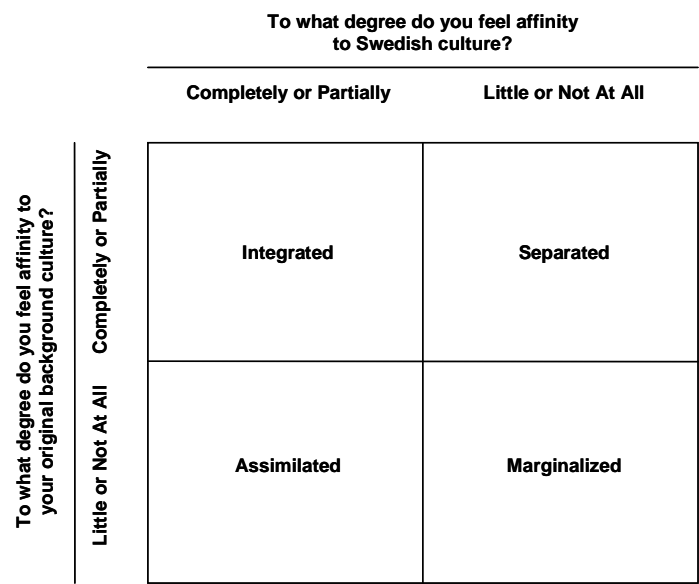 To what degree do you feel affinity
to Swedish culture?
Completely or Partially
Little or Not At All
To what degree do you feel affinity to
your original background culture?
Completely or Partially
Integrated
Separated
Little or Not At All
Assimilated
Marginalized